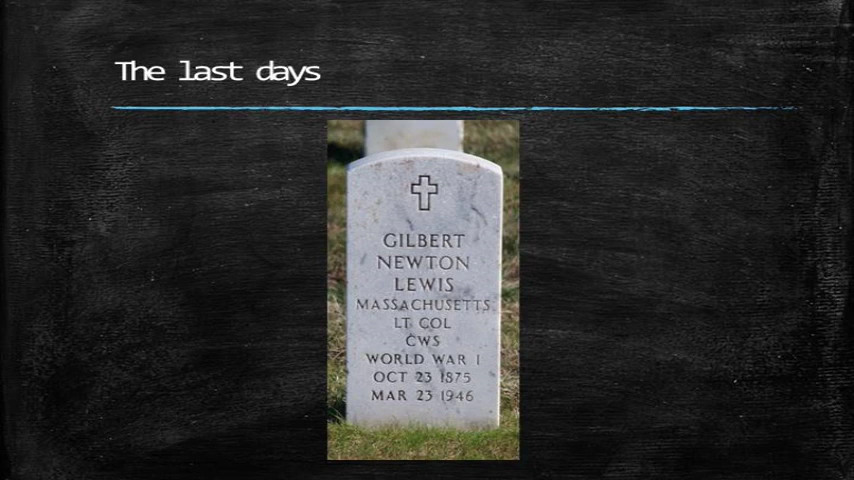 The last days
GILBERT
NEWTON
LEWIS
MASSACHUSETTS
LT COL
CWS
WORLD WAR I
OCT 23 1875
MAR 23 1946